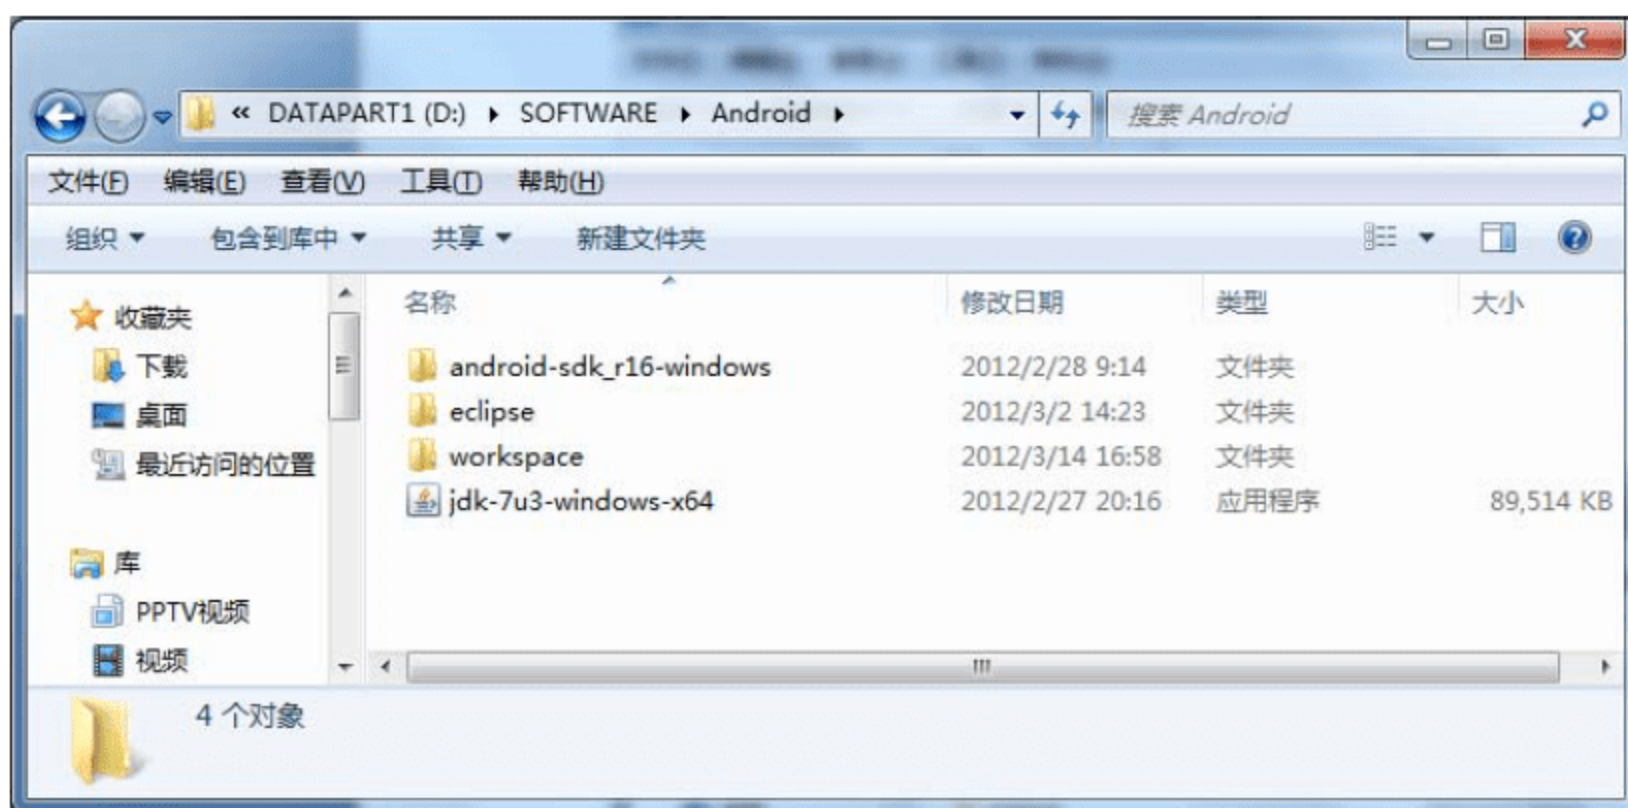 « DATAPART1 (D:) ▸ SOFTWARE ▸ Android ▸ 搜索 Android
文件(F) 编辑(E) 查看(V) 工具(T) 帮助(H)
组织 包含到库中 共享 新建文件夹
名称 修改日期 类型 大小
收藏夹
下载
桌面
最近访问的位置
库
PPTV视频
视频
android-sdk_r16-windows 2012/2/28 9:14 文件夹
eclipse 2012/3/2 14:23 文件夹
workspace 2012/3/14 16:58 文件夹
jdk-7u3-windows-x64 2012/2/27 20:16 应用程序 89,514 KB
4 个对象